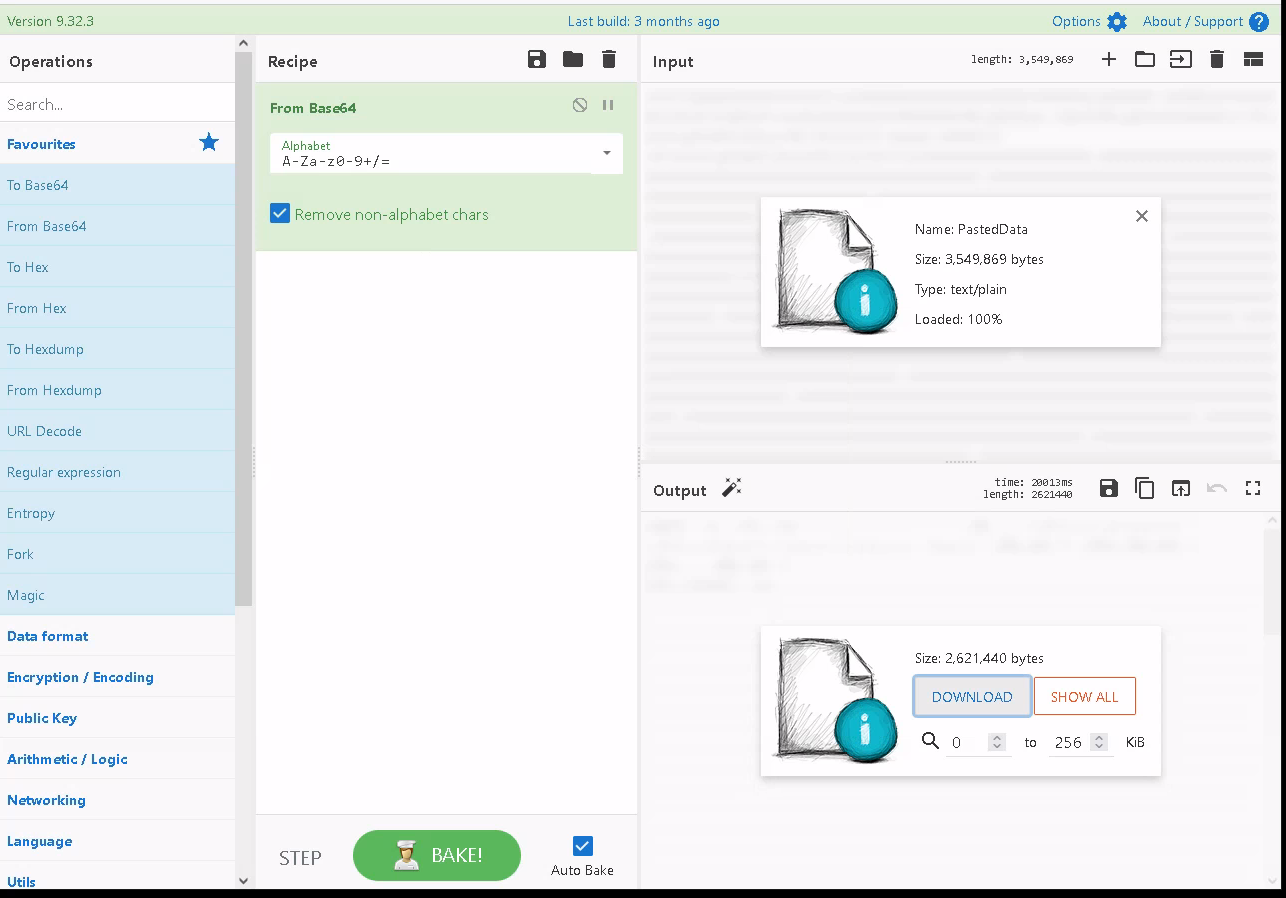 Version 9.32.3
Last build: 3 months ago
Options
About / Support
Operations
Search...
Favourites
To Base64
From Base64
To Hex
From Hex
To Hexdump
From Hexdump
URL Decode
Regular expression
Entropy
Fork
Magic
Data format
Encryption / Encoding
Public Key
Arithmetic / Logic
Networking
Language
Utils
Recipe
From Base64
Alphabet
A-Za-z0-9+/=
Remove non-alphabet chars
STEP
BAKE!
Auto Bake
Input
length: 3,549,869
Name: PastedData
Size: 3,549,869 bytes
Type: text/plain
Loaded: 100%
Output
time: 20013ms
length: 2621440
Size: 2,621,440 bytes
DOWNLOAD
SHOW ALL
0 to 256 KiB